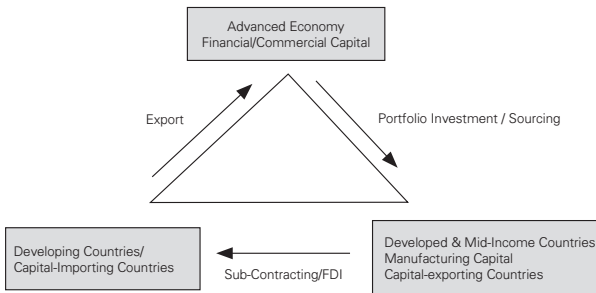 Advanced Economy
Financial/Commercial Capital
Export
Portfolio Investment / Sourcing
Developing Countries/
Capital-Importing Countries
Sub-Contracting/FDI
Developed & Mid-Income Countries
Manufacturing Capital
Capital-exporting Countries